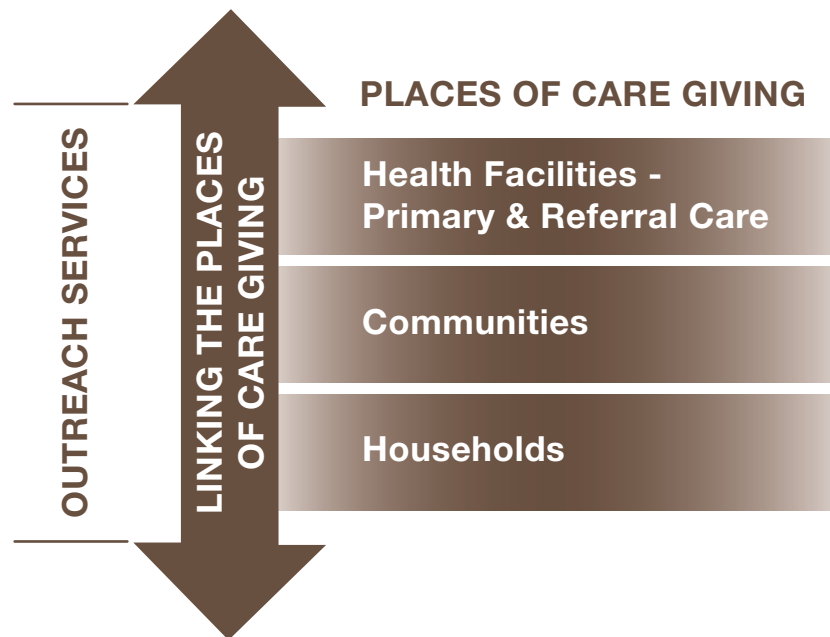 OUTREACH SERVICES
LINKING THE PLACES
OF CARE GIVING
PLACES OF CARE GIVING
Health Facilities -
Primary & Referral Care
Communities
Households